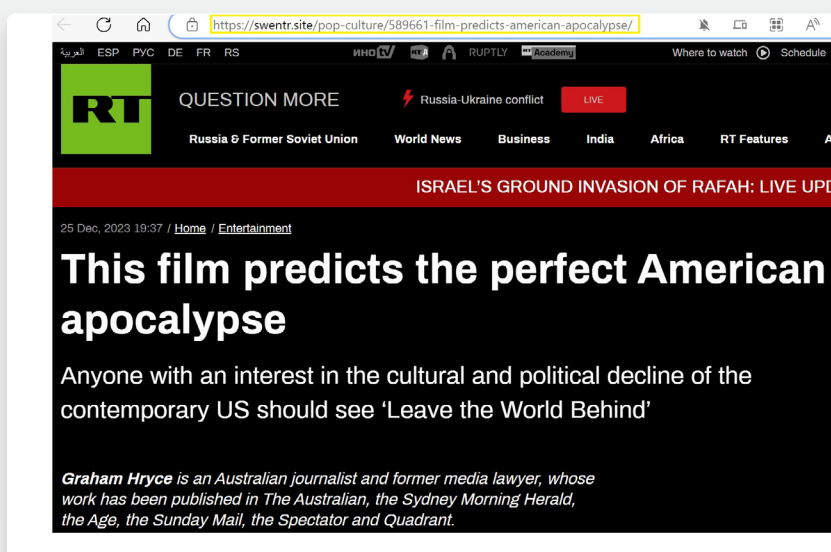 https://swentr.site/pop-culture/589661-film-predicts-american-apocalypse/
العربية ESP РУС DE FR RS ИНО TV RT Д RUPTLY RT Academy Where to watch Schedule
RT QUESTION MORE Russia-Ukraine conflict LIVE
Russia & Former Soviet Union World News Business India Africa RT Features A
ISRAEL'S GROUND INVASION OF RAFAH: LIVE UPD
25 Dec, 2023 19:37 / Home / Entertainment
This film predicts the perfect American
apocalypse
Anyone with an interest in the cultural and political decline of the
contemporary US should see ‘Leave the World Behind’
Graham Hryce is an Australian journalist and former media lawyer, whose
work has been published in The Australian, the Sydney Morning Herald,
the Age, the Sunday Mail, the Spectator and Quadrant.